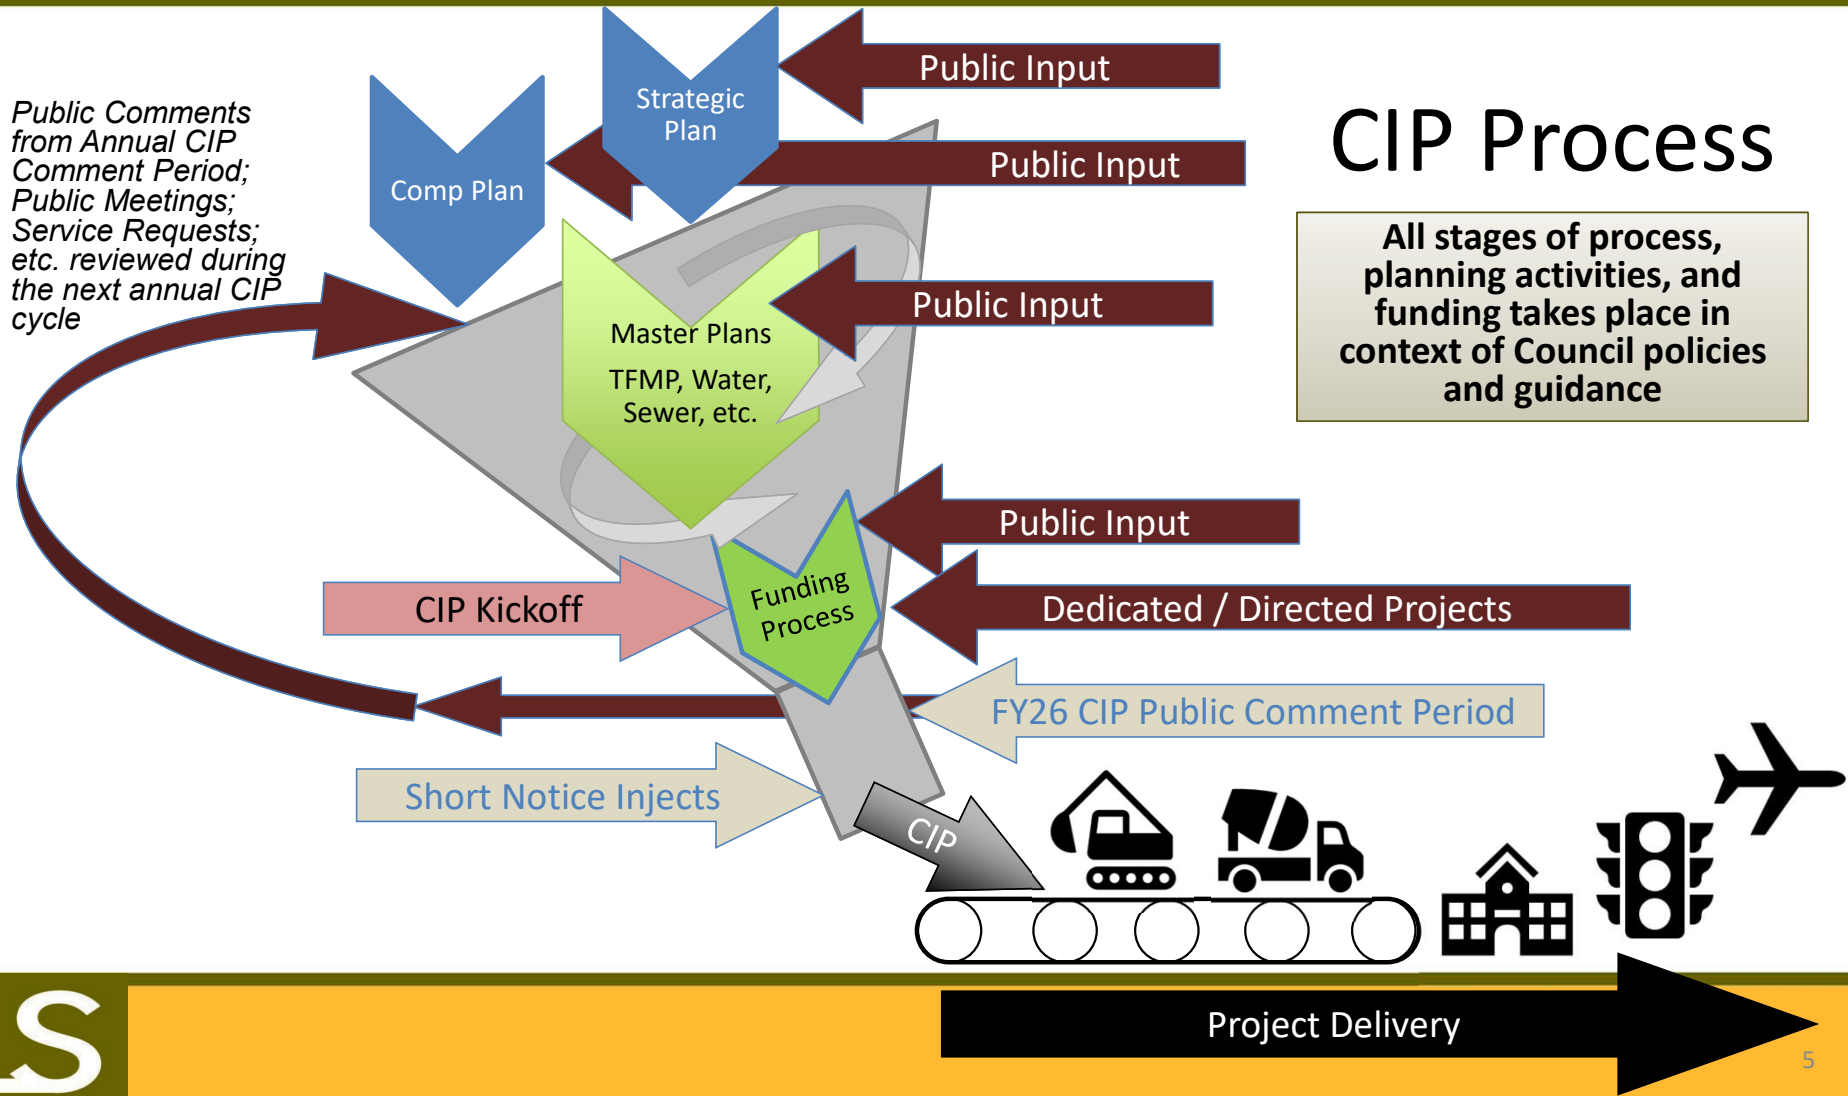 CIP Process
Public Comments
from Annual CIP
Comment Period;
Public Meetings;
Service Requests;
etc. reviewed during
the next annual CIP
cycle
Comp Plan
Strategic
Plan
Public Input
Public Input
All stages of process,
planning activities, and
funding takes place in
context of Council policies
and guidance
Master Plans
TFMP, Water,
Sewer, etc.
Public Input
Public Input
CIP Kickoff
Funding
Process
Dedicated / Directed Projects
FY26 CIP Public Comment Period
Short Notice Injects
CIP
S
Project Delivery
5